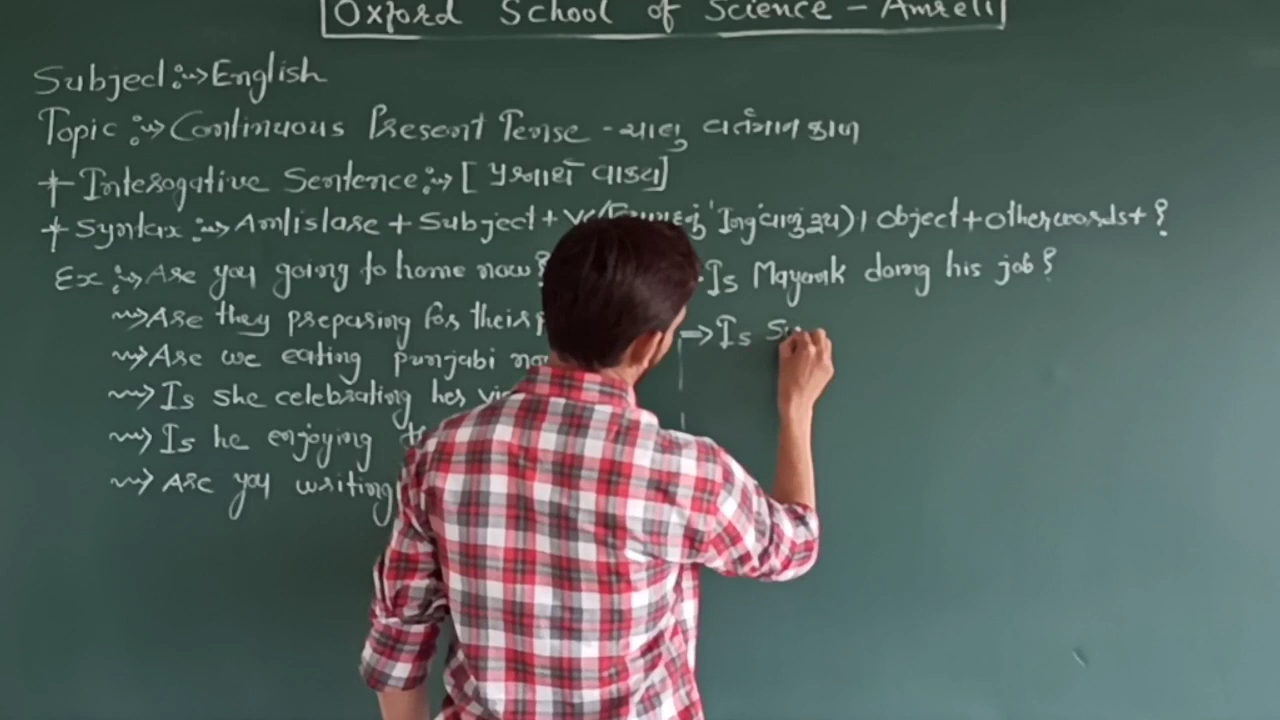 Oxford School of Science - Amreli
Subject :⇝ English
Topic :⇝ Continuous Present Tense - ચાલુ વર્તમાન કાળ
+ Interogative Sentence :⇝ [ પ્રશ્નાર્થ વાક્ય ]
+ Syntax :⇝ Am/is/are + Subject + 'Ing' વાળું રૂપ) + object + other words + ?
Ex :⇝ Are you going to home now?
⇝ Are they preparing for their
⇝ Are we eating punjabi
⇝ Is she celebrating her
⇝ Is he enjoying
⇝ Are you writing
Is Mayank doing his job?
⇒ Is